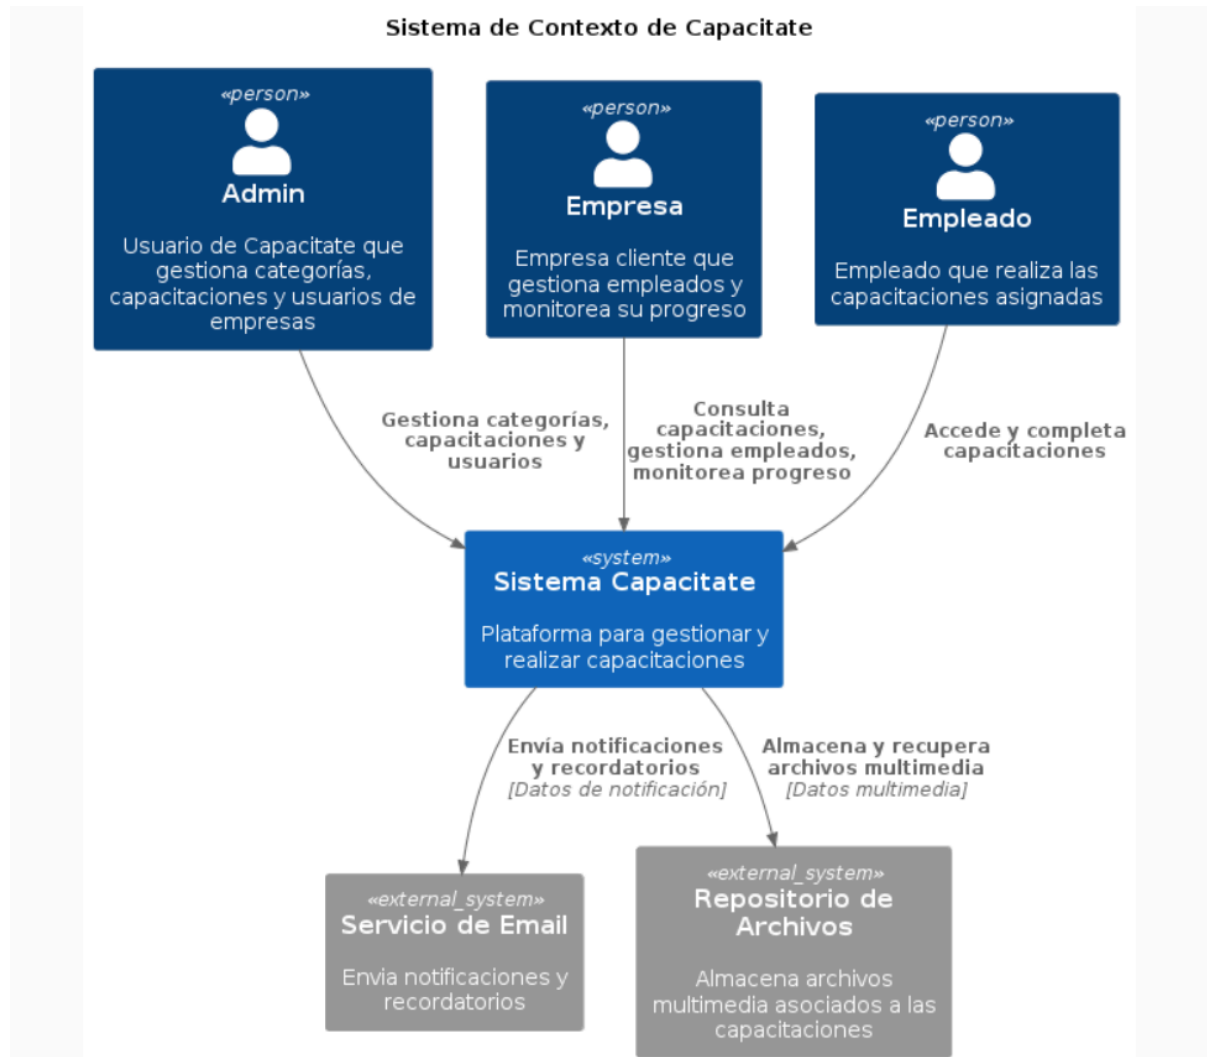 Sistema de Contexto de Capacitate
«person»
Admin
Usuario de Capacitate que
gestiona categorías,
capacitaciones y usuarios de
empresas
«person»
Empresa
Empresa cliente que
gestiona empleados y
monitorea su progreso
«person»
Empleado
Empleado que realiza las
capacitaciones asignadas
Gestiona categorías,
capacitaciones y
usuarios
Consulta
capacitaciones,
gestiona empleados,
monitorea progreso
Accede y completa
capacitaciones
«system»
Sistema Capacitate
Plataforma para gestionar y
realizar capacitaciones
Envía notificaciones
y recordatorios
[Datos de notificación]
Almacena y recupera
archivos multimedia
[Datos multimedia]
«external_system»
Servicio de Email
Envia notificaciones y
recordatorios
«external_system»
Repositorio de
Archivos
Almacena archivos
multimedia asociados a las
capacitaciones